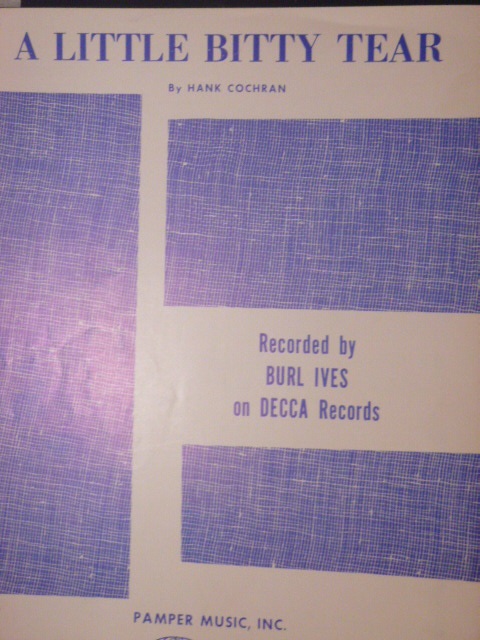 A LITTLE BITTY TEAR
By HANK COCHRAN
Recorded by
BURL IVES
on DECCA Records
PAMPER MUSIC, INC.